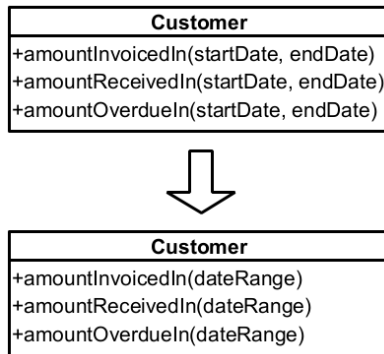 Customer
+amountInvoicedIn(startDate, endDate)
+amountReceivedIn(startDate, endDate)
+amountOverdueIn(startDate, endDate)
Customer
+amountInvoicedIn(dateRange)
+amountReceivedIn(dateRange)
+amountOverdueIn(dateRange)